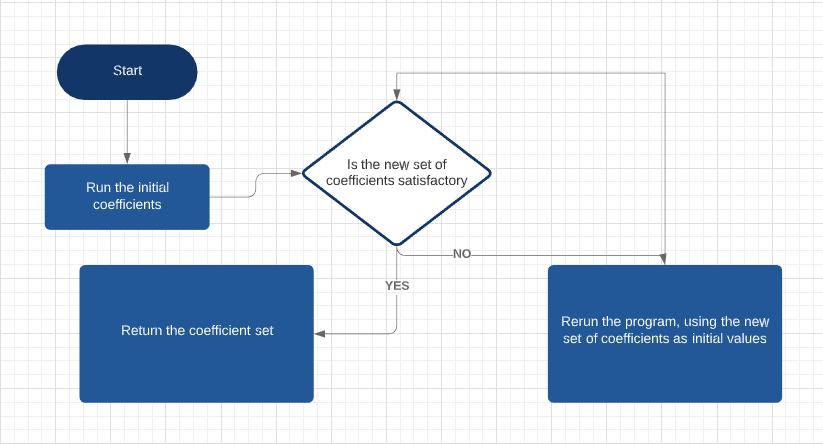 Start
Run the initial
coefficients
Is the new set of
coefficients satisfactory
NO
YES
Return the coefficient set
Rerun the program, using the new
set of coefficients as initial values